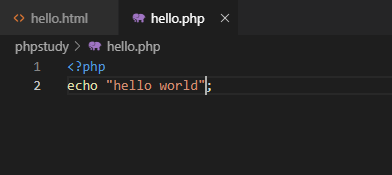 hello.html hello.php
phpstudy > hello.php
1 <?php
2 echo "hello world";